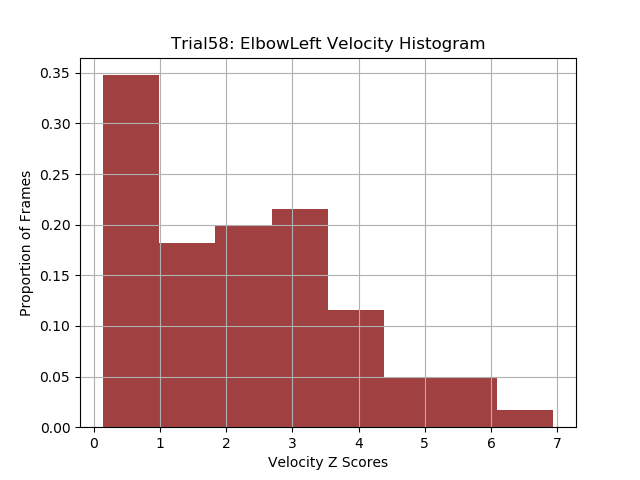 Trial58: ElbowLeft Velocity Histogram
0.35
0.30
0.25
0.20
0.15
0.10
0.05
0.00
Proportion of Frames
0 1 2 3 4 5 6 7
Velocity Z Scores